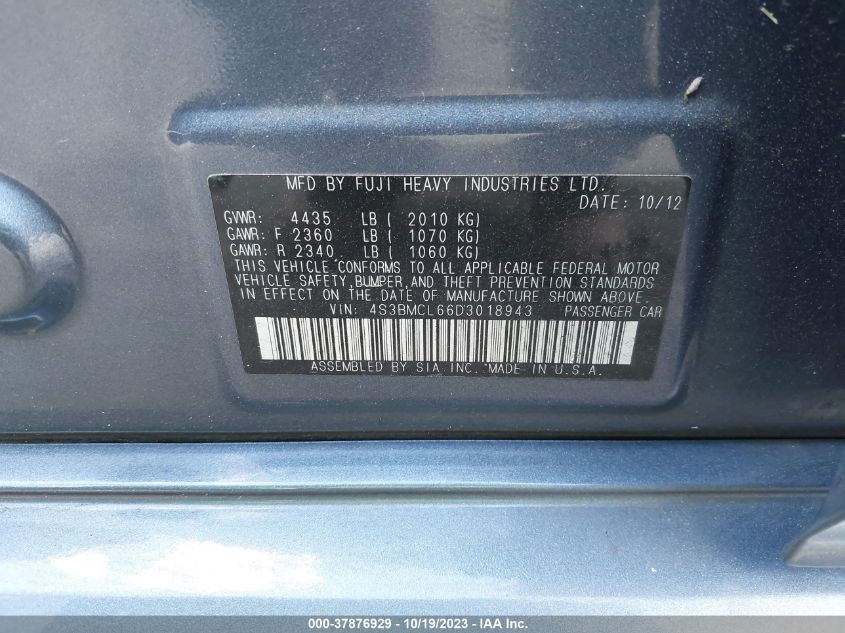 MFD BY FUJI HEAVY INDUSTRIES LTD.
DATE: 10/12
GVWR: 4435 LB ( 2010 KG)
GAWR: F 2360 LB ( 1070 KG)
GAWR: R 2340 LB ( 1060 KG)
THIS VEHICLE CONFORMS TO ALL APPLICABLE FEDERAL MOTOR
VEHICLE SAFETY, BUMPER, AND THEFT PREVENTION STANDARDS
IN EFFECT ON THE DATE OF MANUFACTURE SHOWN ABOVE.
VIN: 4S3BMCL66D3018943 PASSENGER CAR
ASSEMBLED BY SIA INC. MADE IN U.S.A.
000-37876929 - 10/19/2023 - Copyright © IAA, Inc.